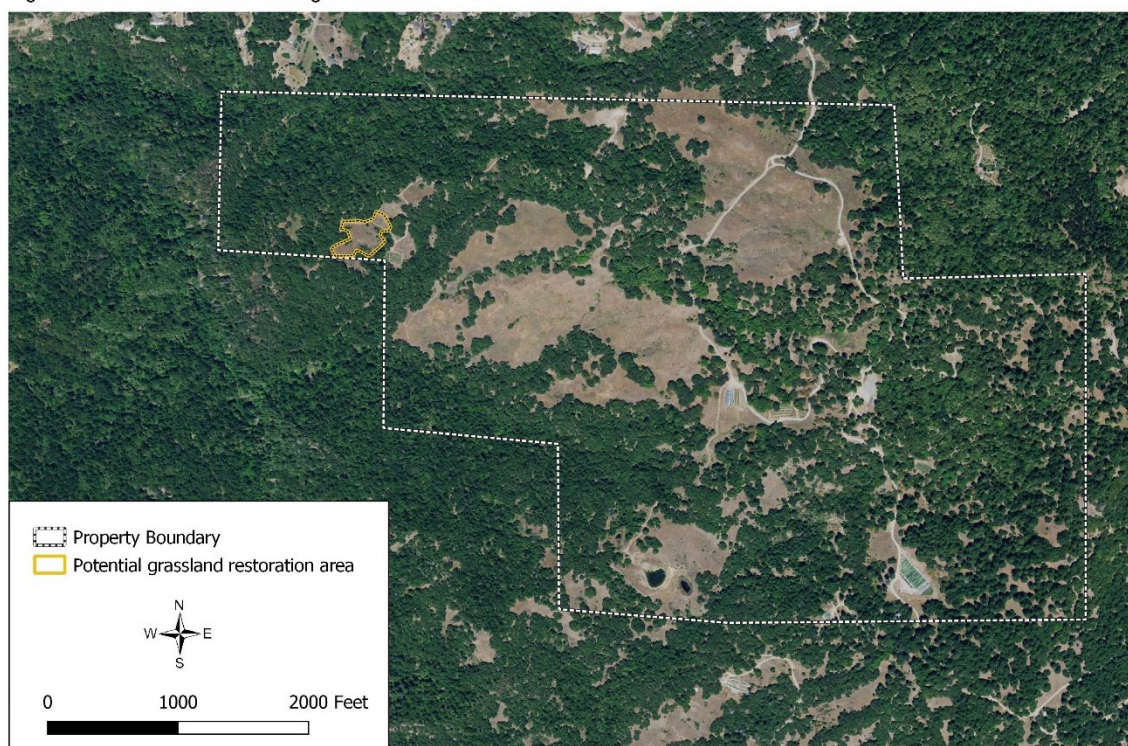 Property Boundary
Potential grassland restoration area
N
W E
S
0 1000 2000 Feet